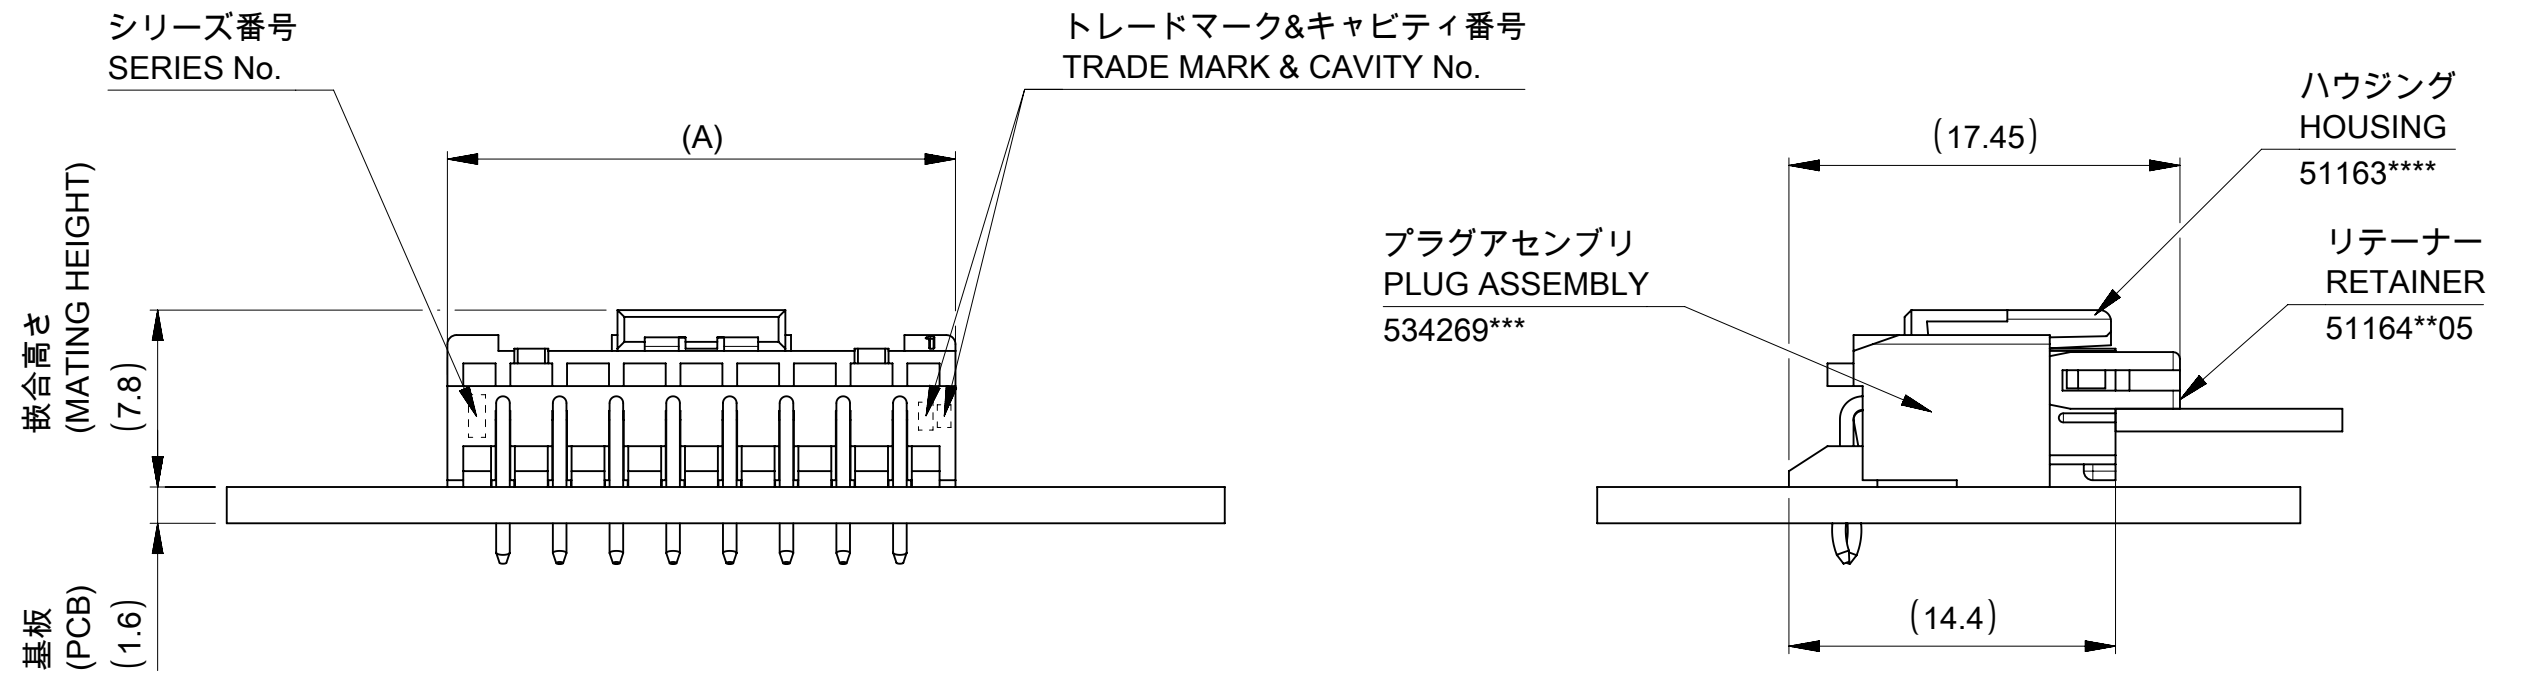 シリーズ番号
SERIES No.
トレードマーク&キャビティ番号
TRADE MARK & CAVITY No.
ハウジング
HOUSING
51163****
(A)
(17.45)
嵌合高さ
(MATING HEIGHT)
(7.8)
プラグアセンブリ
PLUG ASSEMBLY
534269***
リテーナー
RETAINER
51164**05
1
基板
(PCB)
(1.6)
(14.4)